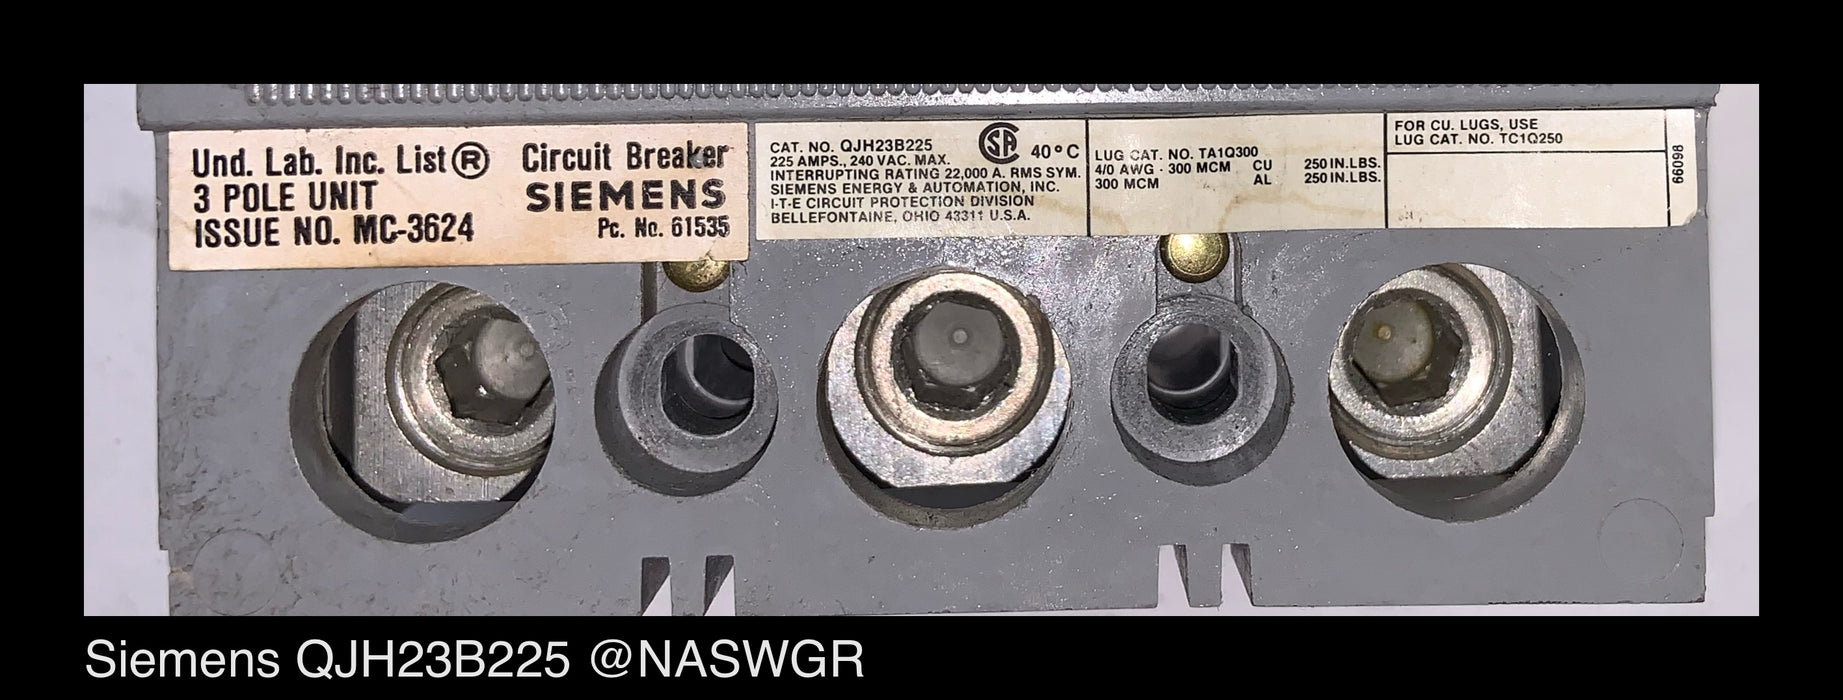 Und. Lab. Inc. List ® Circuit Breaker
3 POLE UNIT SIEMENS
ISSUE NO. MC-3624 Pc. No. 61535
CAT. NO. QJH23B225 SA 40°C
225 AMPS., 240 VAC. MAX.
INTERRUPTING RATING 22,000 A. RMS SYM.
SIEMENS ENERGY & AUTOMATION, INC.
I-T-E CIRCUIT PROTECTION DIVISION
BELLEFONTAINE, OHIO 43311 U.S.A.
LUG CAT. NO. TA1Q300
4/0 AWG - 300 MCM CU 250 IN.LBS.
300 MCM AL 250 IN.LBS.
FOR CU. LUGS, USE
LUG CAT. NO. TC1Q250
66098
Siemens QJH23B225 @NASWGR